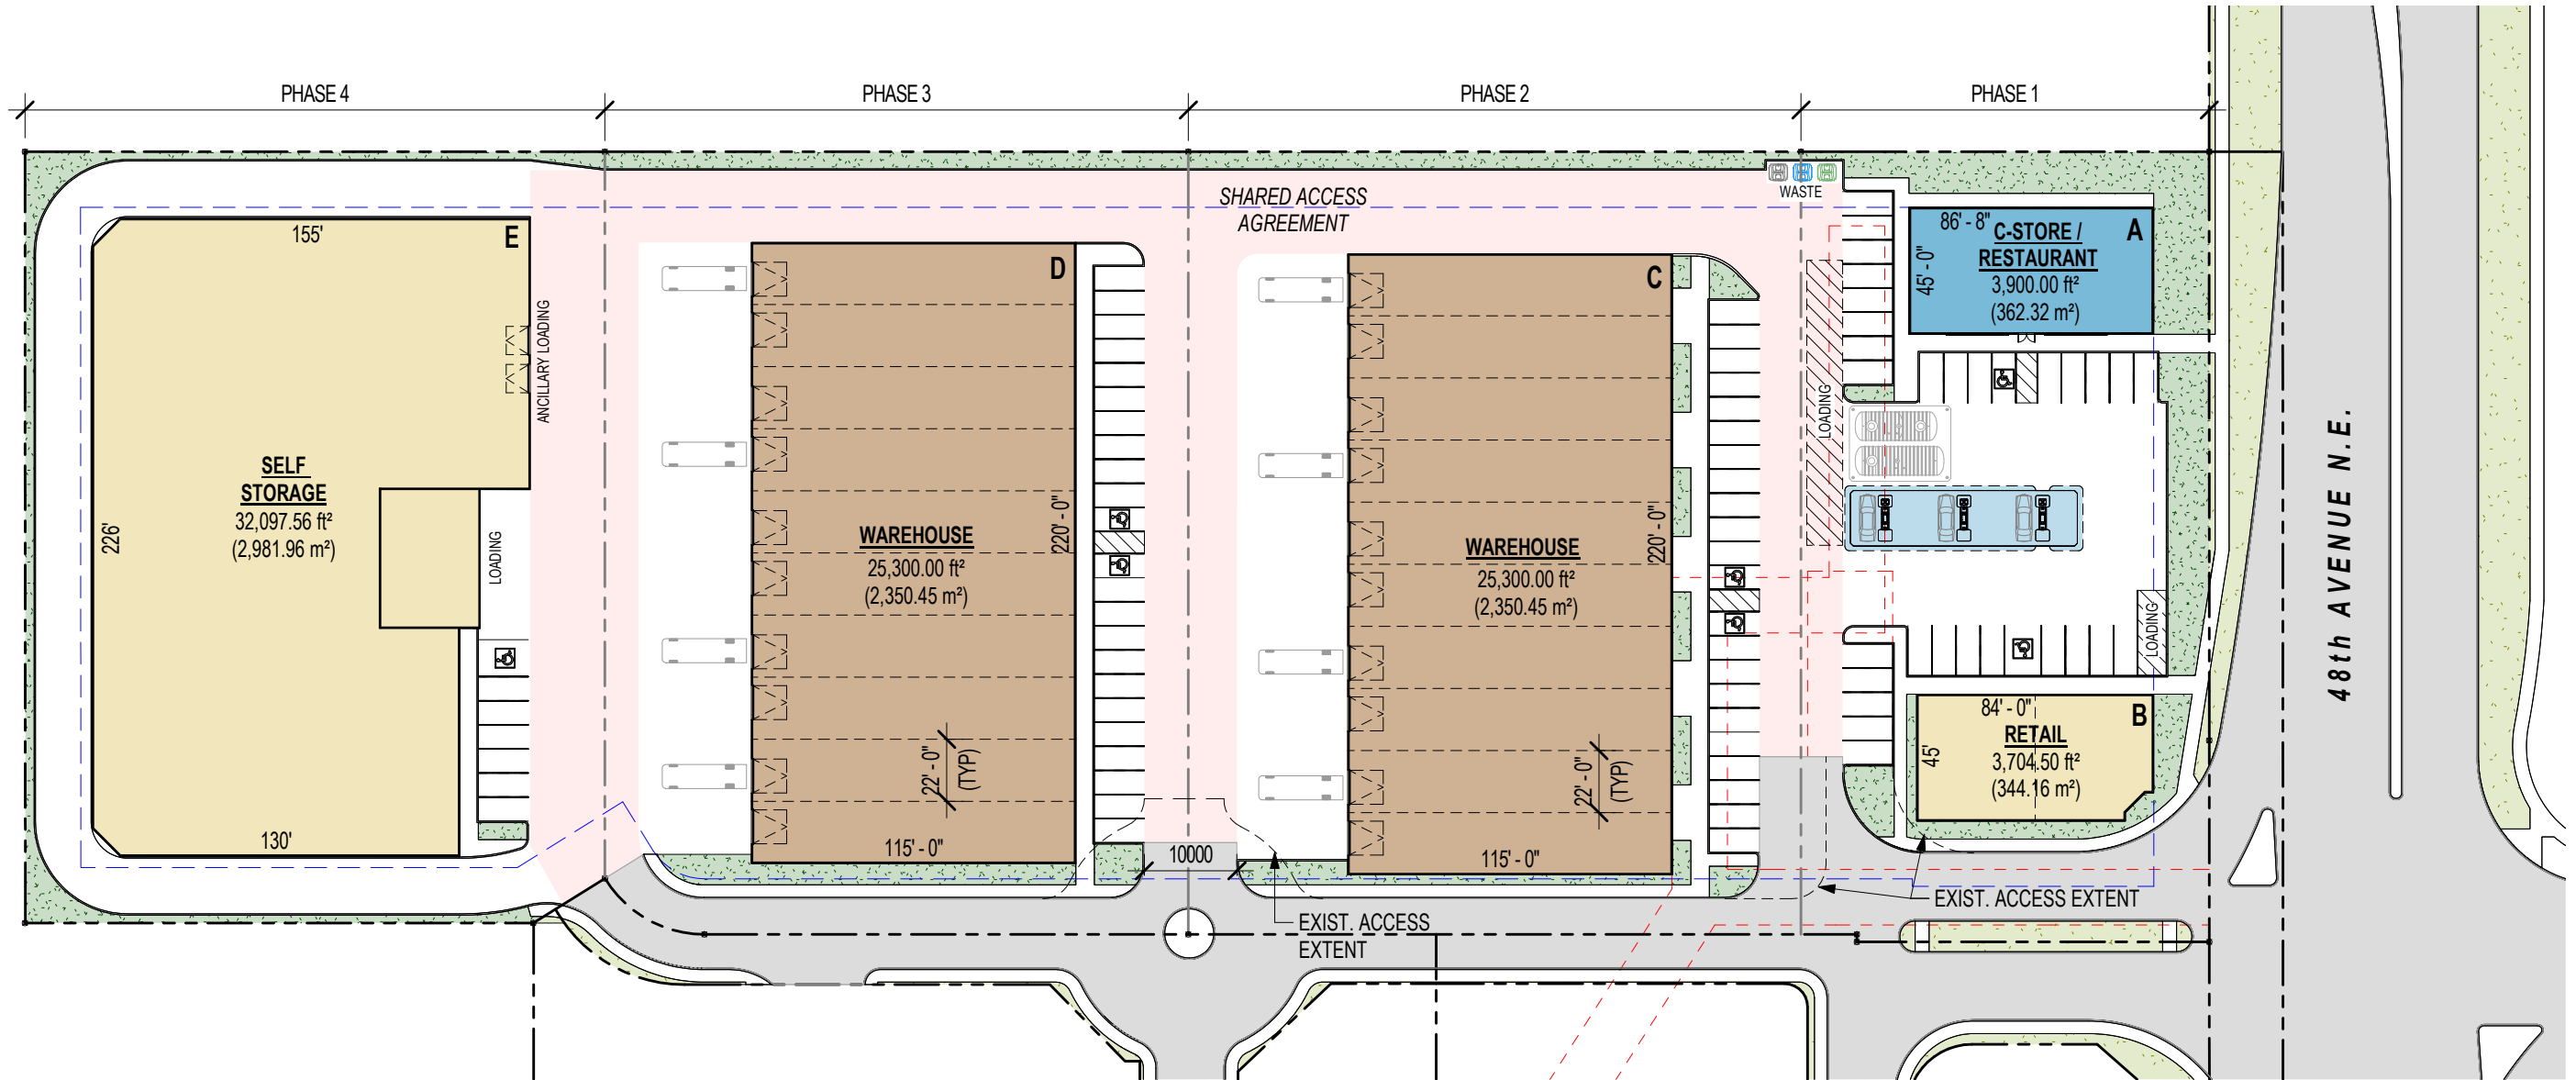 PHASE 4
PHASE 3
PHASE 2
PHASE 1
SHARED ACCESS
AGREEMENT
WASTE
155'
E
226'
SELF
STORAGE
32,097.56 ft²
(2,981.96 m²)
130'
ANCILLARY LOADING
LOADING
D
WAREHOUSE
25,300.00 ft²
(2,350.45 m²)
220' - 0"
22' - 0"
(TYP)
115' - 0"
10000
C
WAREHOUSE
25,300.00 ft²
(2,350.45 m²)
220' - 0"
22' - 0"
(TYP)
115' - 0"
EXIST. ACCESS
EXTENT
LOADING
86' - 8"
A
45' - 0"
C-STORE /
RESTAURANT
3,900.00 ft²
(362.32 m²)
LOADING
84' - 0"
B
45'
RETAIL
3,704.50 ft²
(344.16 m²)
EXIST. ACCESS EXTENT
48th AVENUE N.E.